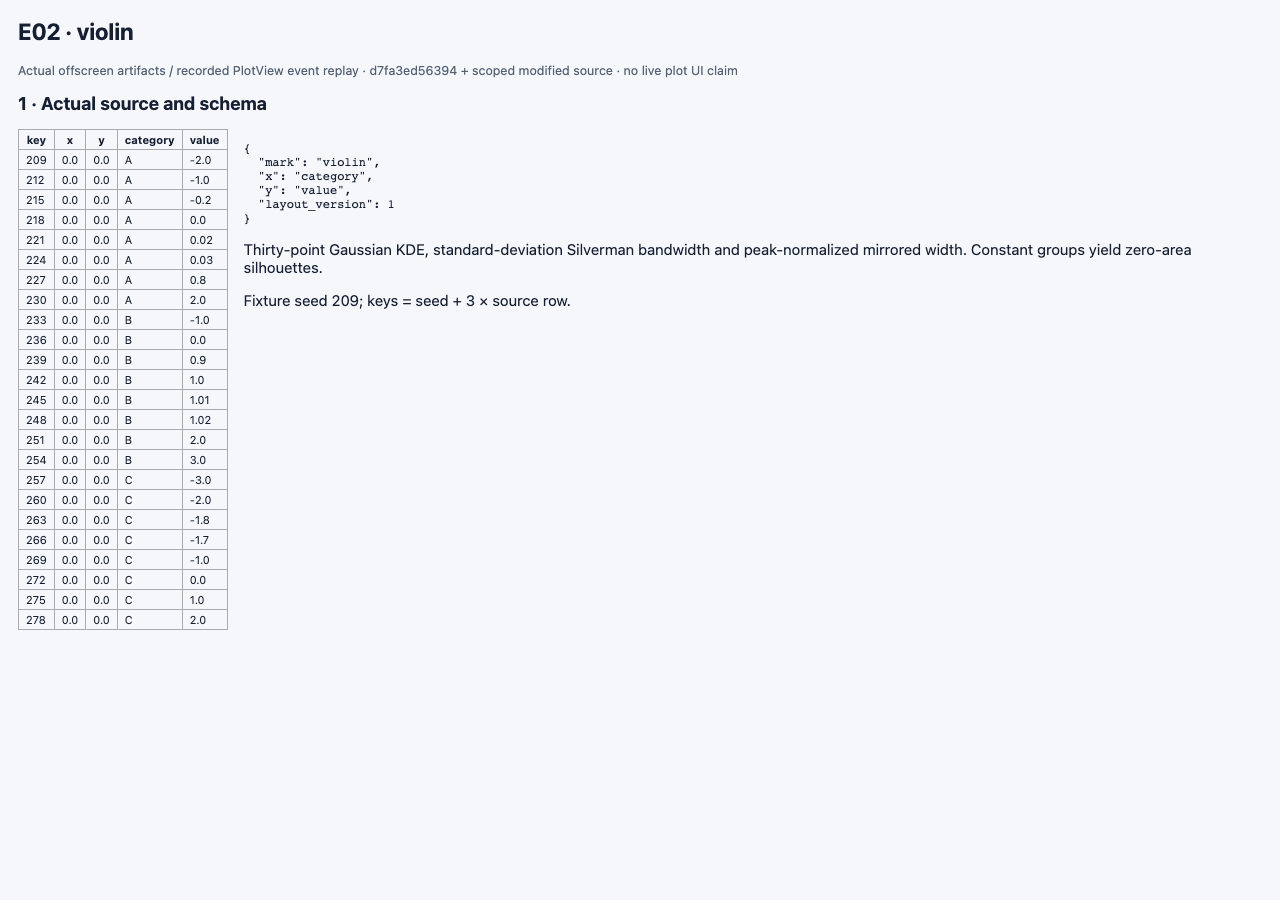 E02 · violin
Actual offscreen artifacts / recorded PlotView event replay · d7fa3ed56394 + scoped modified source · no live plot UI claim
1 · Actual source and schema
key x y category value
209 0.0 0.0 A -2.0
212 0.0 0.0 A -1.0
215 0.0 0.0 A -0.2
218 0.0 0.0 A 0.0
221 0.0 0.0 A 0.02
224 0.0 0.0 A 0.03
227 0.0 0.0 A 0.8
230 0.0 0.0 A 2.0
233 0.0 0.0 B -1.0
236 0.0 0.0 B 0.0
239 0.0 0.0 B 0.9
242 0.0 0.0 B 1.0
245 0.0 0.0 B 1.01
248 0.0 0.0 B 1.02
251 0.0 0.0 B 2.0
254 0.0 0.0 B 3.0
257 0.0 0.0 C -3.0
260 0.0 0.0 C -2.0
263 0.0 0.0 C -1.8
266 0.0 0.0 C -1.7
269 0.0 0.0 C -1.0
272 0.0 0.0 C 0.0
275 0.0 0.0 C 1.0
278 0.0 0.0 C 2.0
{
  "mark": "violin",
  "x": "category",
  "y": "value",
  "layout_version": 1
}
Thirty-point Gaussian KDE, standard-deviation Silverman bandwidth and peak-normalized mirrored width. Constant groups yield zero-area
silhouettes.
Fixture seed 209; keys = seed + 3 × source row.